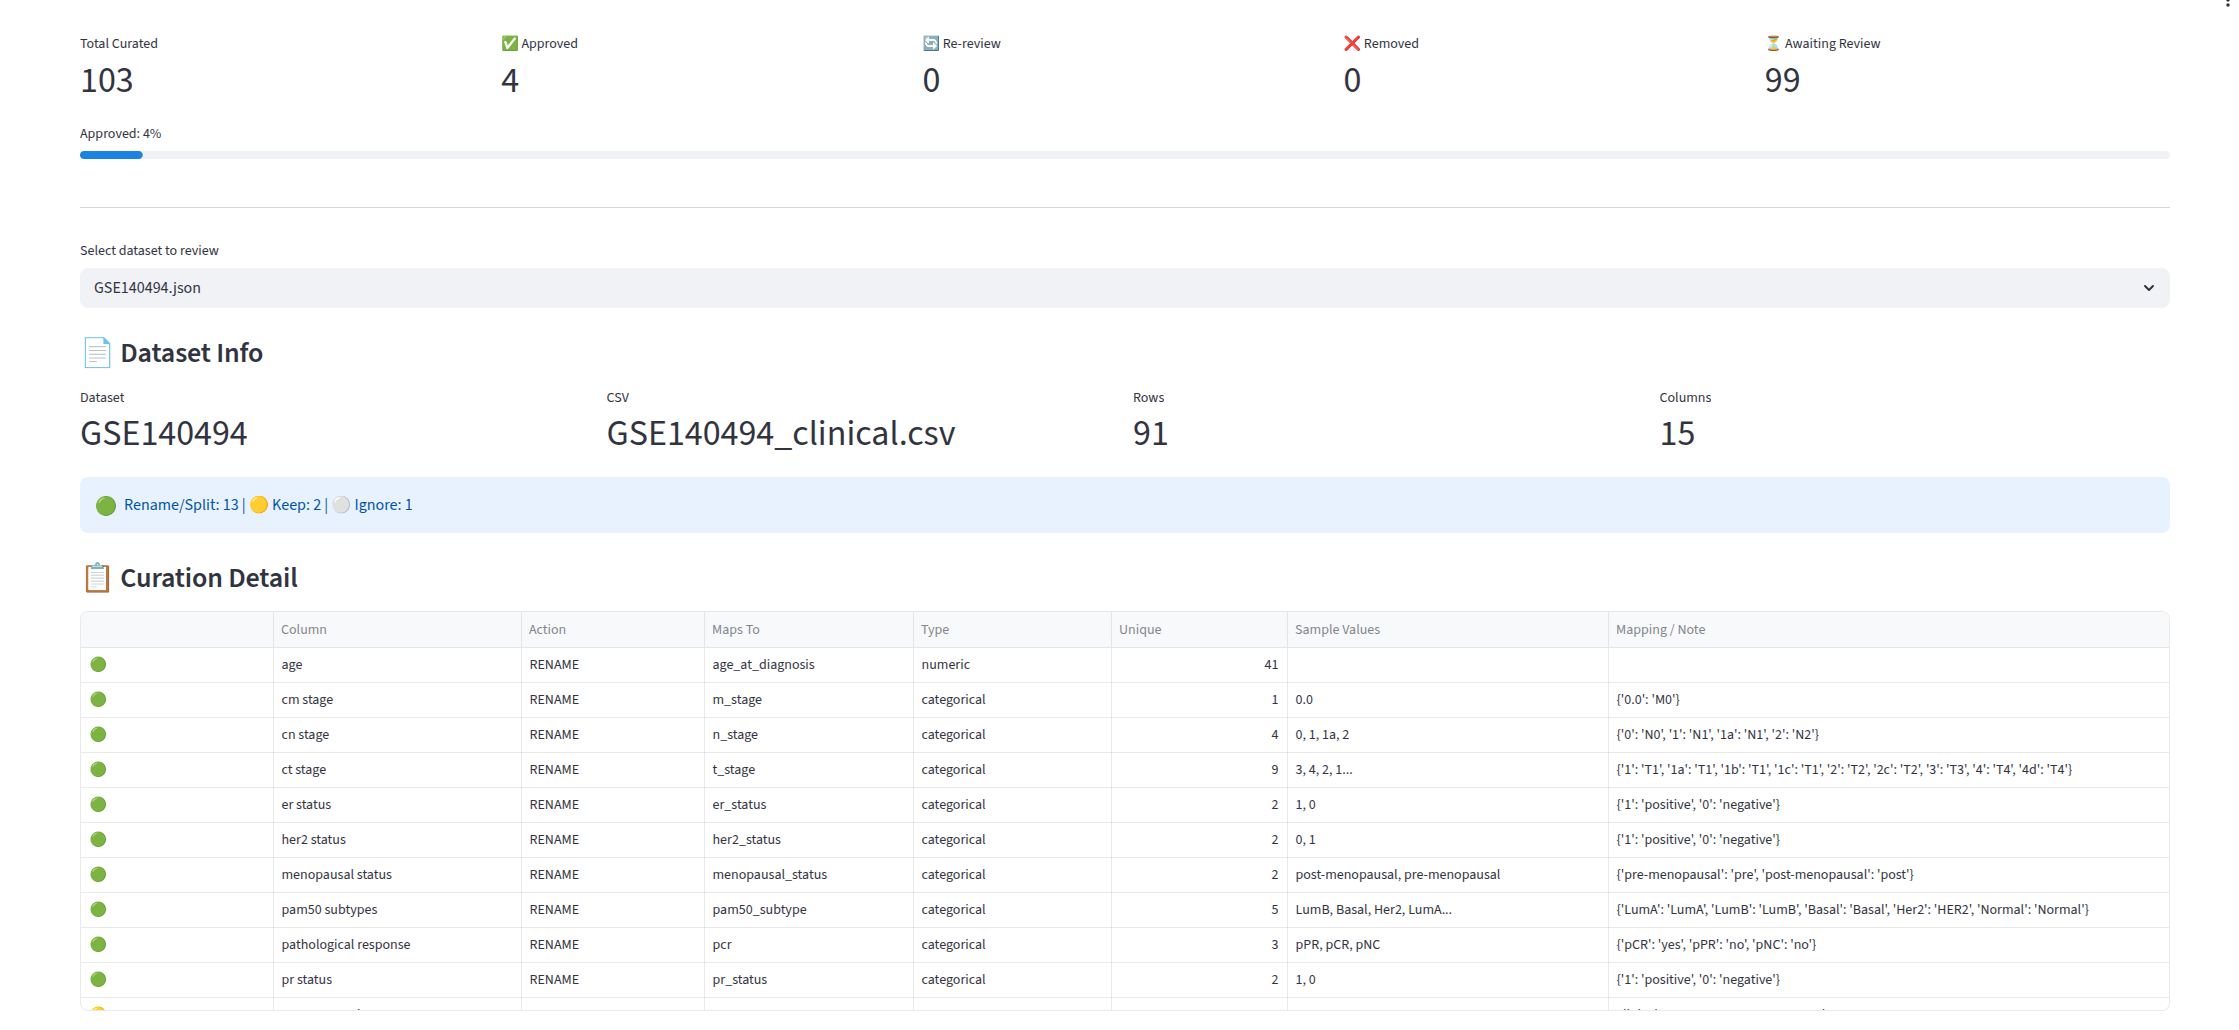 Total Curated
✅ Approved
🔄 Re-review
❌ Removed
⏳ Awaiting Review
103
4
0
0
99
Approved: 4%
Select dataset to review
GSE140494.json
📄 Dataset Info
Dataset
CSV
Rows
Columns
GSE140494
GSE140494_clinical.csv
91
15
🟢 Rename/Split: 13 | 🟡 Keep: 2 | ⚪ Ignore: 1
📋 Curation Detail
Column Action Maps To Type Unique Sample Values Mapping / Note
🟢 age RENAME age_at_diagnosis numeric 41
🟢 cm stage RENAME m_stage categorical 1 0.0 {'0.0': 'M0'}
🟢 cn stage RENAME n_stage categorical 4 0, 1, 1a, 2 {'0': 'N0', '1': 'N1', '1a': 'N1', '2': 'N2'}
🟢 ct stage RENAME t_stage categorical 9 3, 4, 2, 1... {'1': 'T1', '1a': 'T1', '1b': 'T1', '1c': 'T1', '2': 'T2', '2c': 'T2', '3': 'T3', '4': 'T4', '4d': 'T4'}
🟢 er status RENAME er_status categorical 2 1, 0 {'1': 'positive', '0': 'negative'}
🟢 her2 status RENAME her2_status categorical 2 0, 1 {'1': 'positive', '0': 'negative'}
🟢 menopausal status RENAME menopausal_status categorical 2 post-menopausal, pre-menopausal {'pre-menopausal': 'pre', 'post-menopausal': 'post'}
🟢 pam50 subtypes RENAME pam50_subtype categorical 5 LumB, Basal, Her2, LumA... {'LumA': 'LumA', 'LumB': 'LumB', 'Basal': 'Basal', 'Her2': 'HER2', 'Normal': 'Normal'}
🟢 pathological response RENAME pcr categorical 3 pPR, pCR, pNC {'pCR': 'yes', 'pPR': 'no', 'pNC': 'no'}
🟢 pr status RENAME pr_status categorical 2 1, 0 {'1': 'positive', '0': 'negative'}